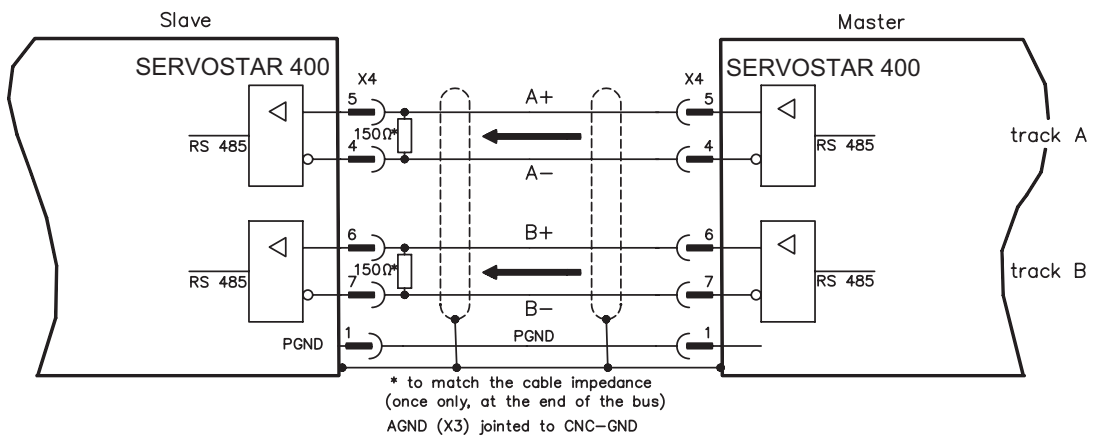 Slave
Master
SERVOSTAR 400
X4
X4
SERVOSTAR 400
5
A+
5
150Ω*
RS 485
RS 485
track A
4
4
A−
6
B+
6
150Ω*
RS 485
RS 485
track B
7
7
B−
PGND
1
PGND
1
* to match the cable impedance
(once only, at the end of the bus)
AGND (X3) jointed to CNC−GND